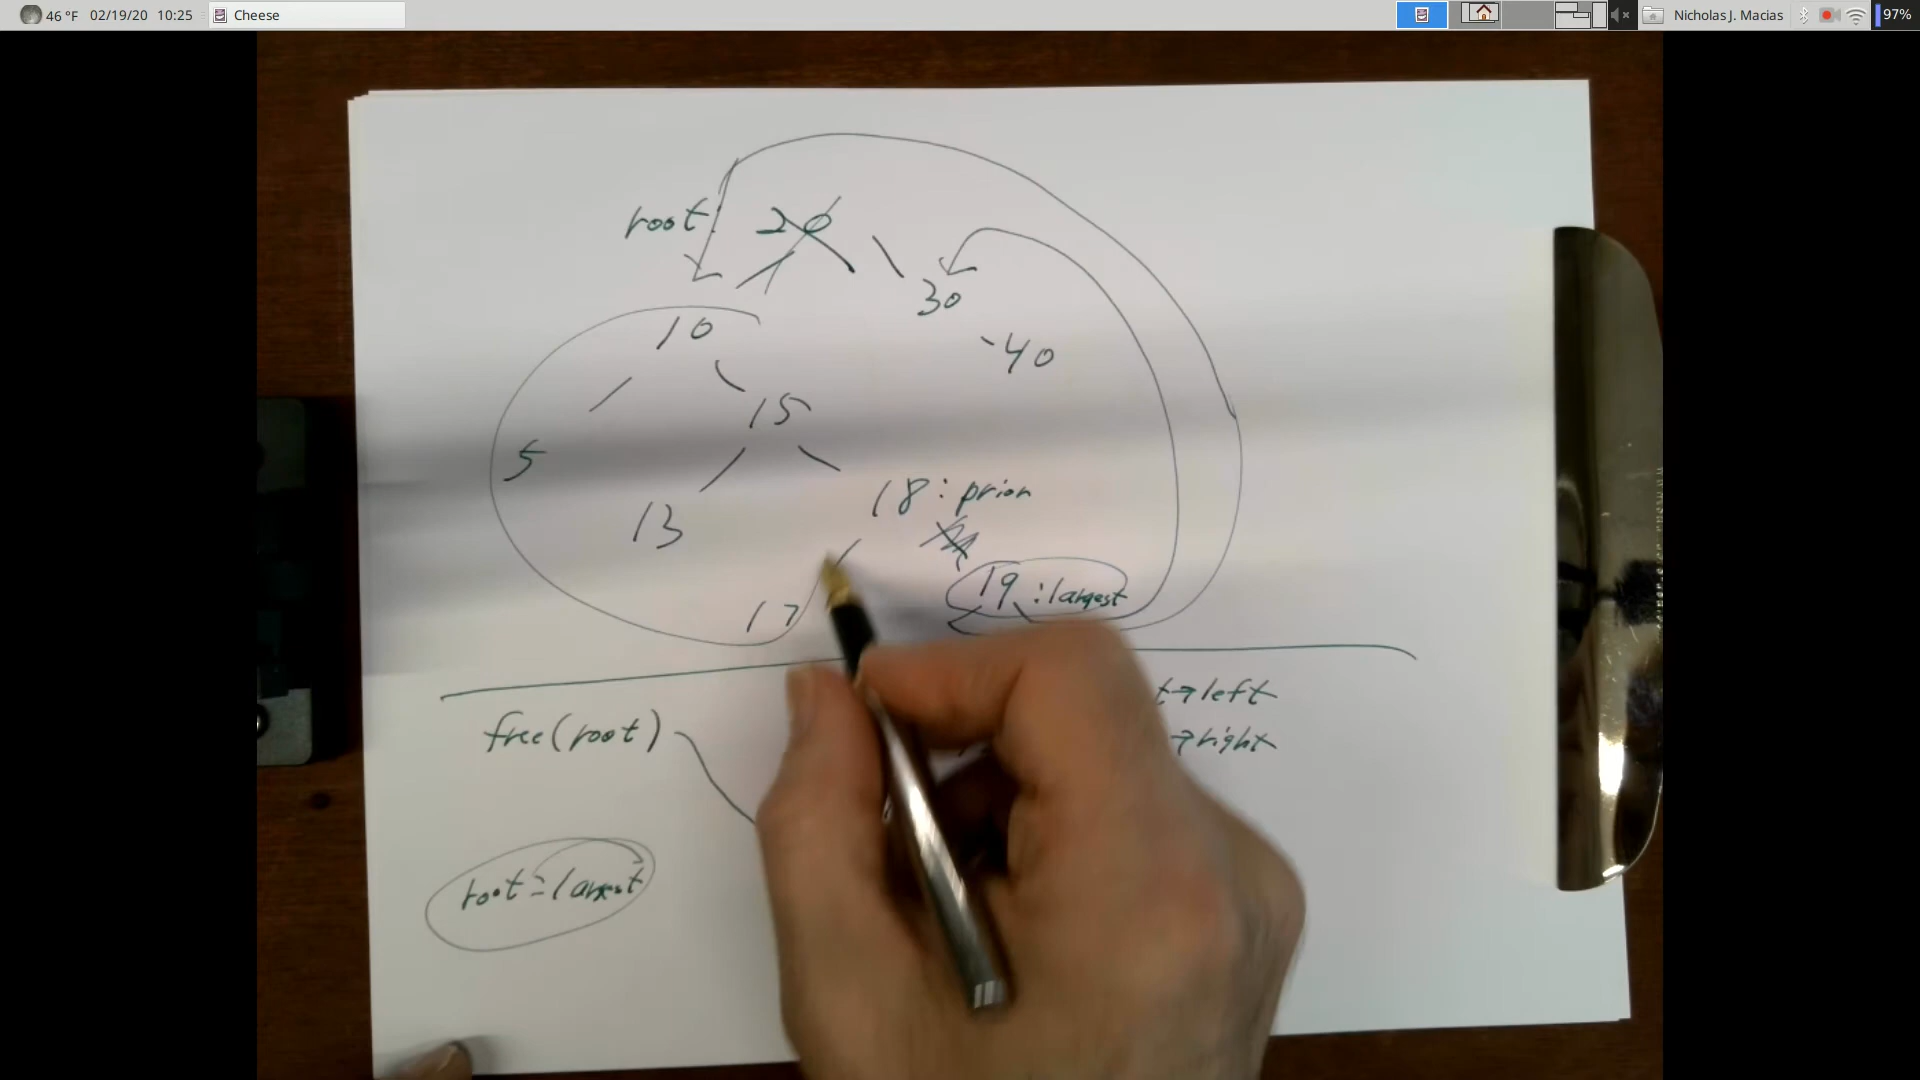 46 °F 02/19/20 10:25 Cheese Nicholas J. Macias 97%
root: 20
30
10
40
15
5
18: prior
13
19: largest
17
→left
free(root)
→right
root=largest